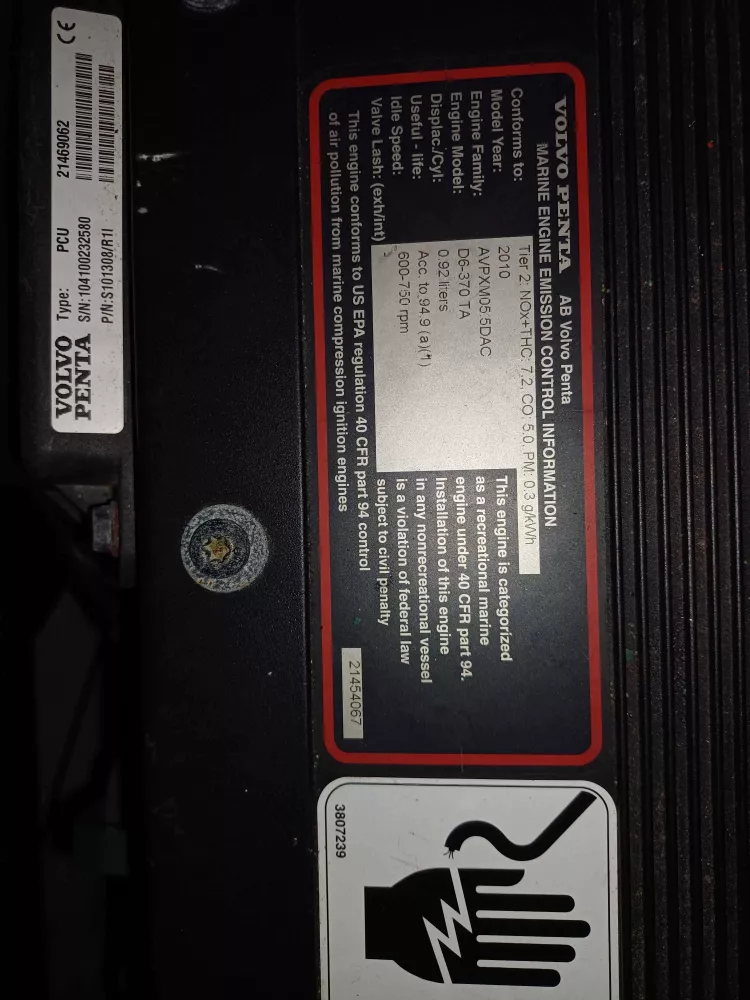 VOLVO PENTA AB Volvo Penta
MARINE ENGINE EMISSION CONTROL INFORMATION
Conforms to: Tier 2: NOx+THC: 7.2, CO: 5.0, PM: 0.3 g/kWh
Model Year: 2010
Engine Family: AVPXM05.5DAC
Engine Model: D6-370 TA
Displac./Cyl: 0.92 liters
Useful - life: Acc. to 94.9 (a)(*1)
Idle Speed: 600-750 rpm
Valve Lash: (exh/int)
This engine is categorized
as a recreational marine
engine under 40 CFR part 94.
Installation of this engine
in any nonrecreational vessel
is a violation of federal law
subject to civil penalty
This engine conforms to US EPA regulation 40 CFR part 94 control
of air pollution from marine compression ignition engines
21454067
3807239
CE
P/N:S101308/R11
S/N:10411002232580
21469062
Type: PCU
VOLVO
PENTA